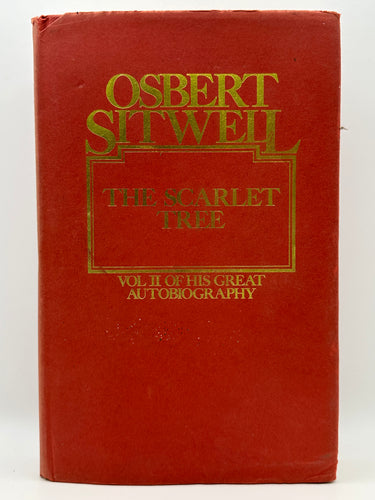 OSBERT
SITWELL
THE SCARLET
TREE
VOL II OF HIS GREAT
AUTOBIOGRAPHY